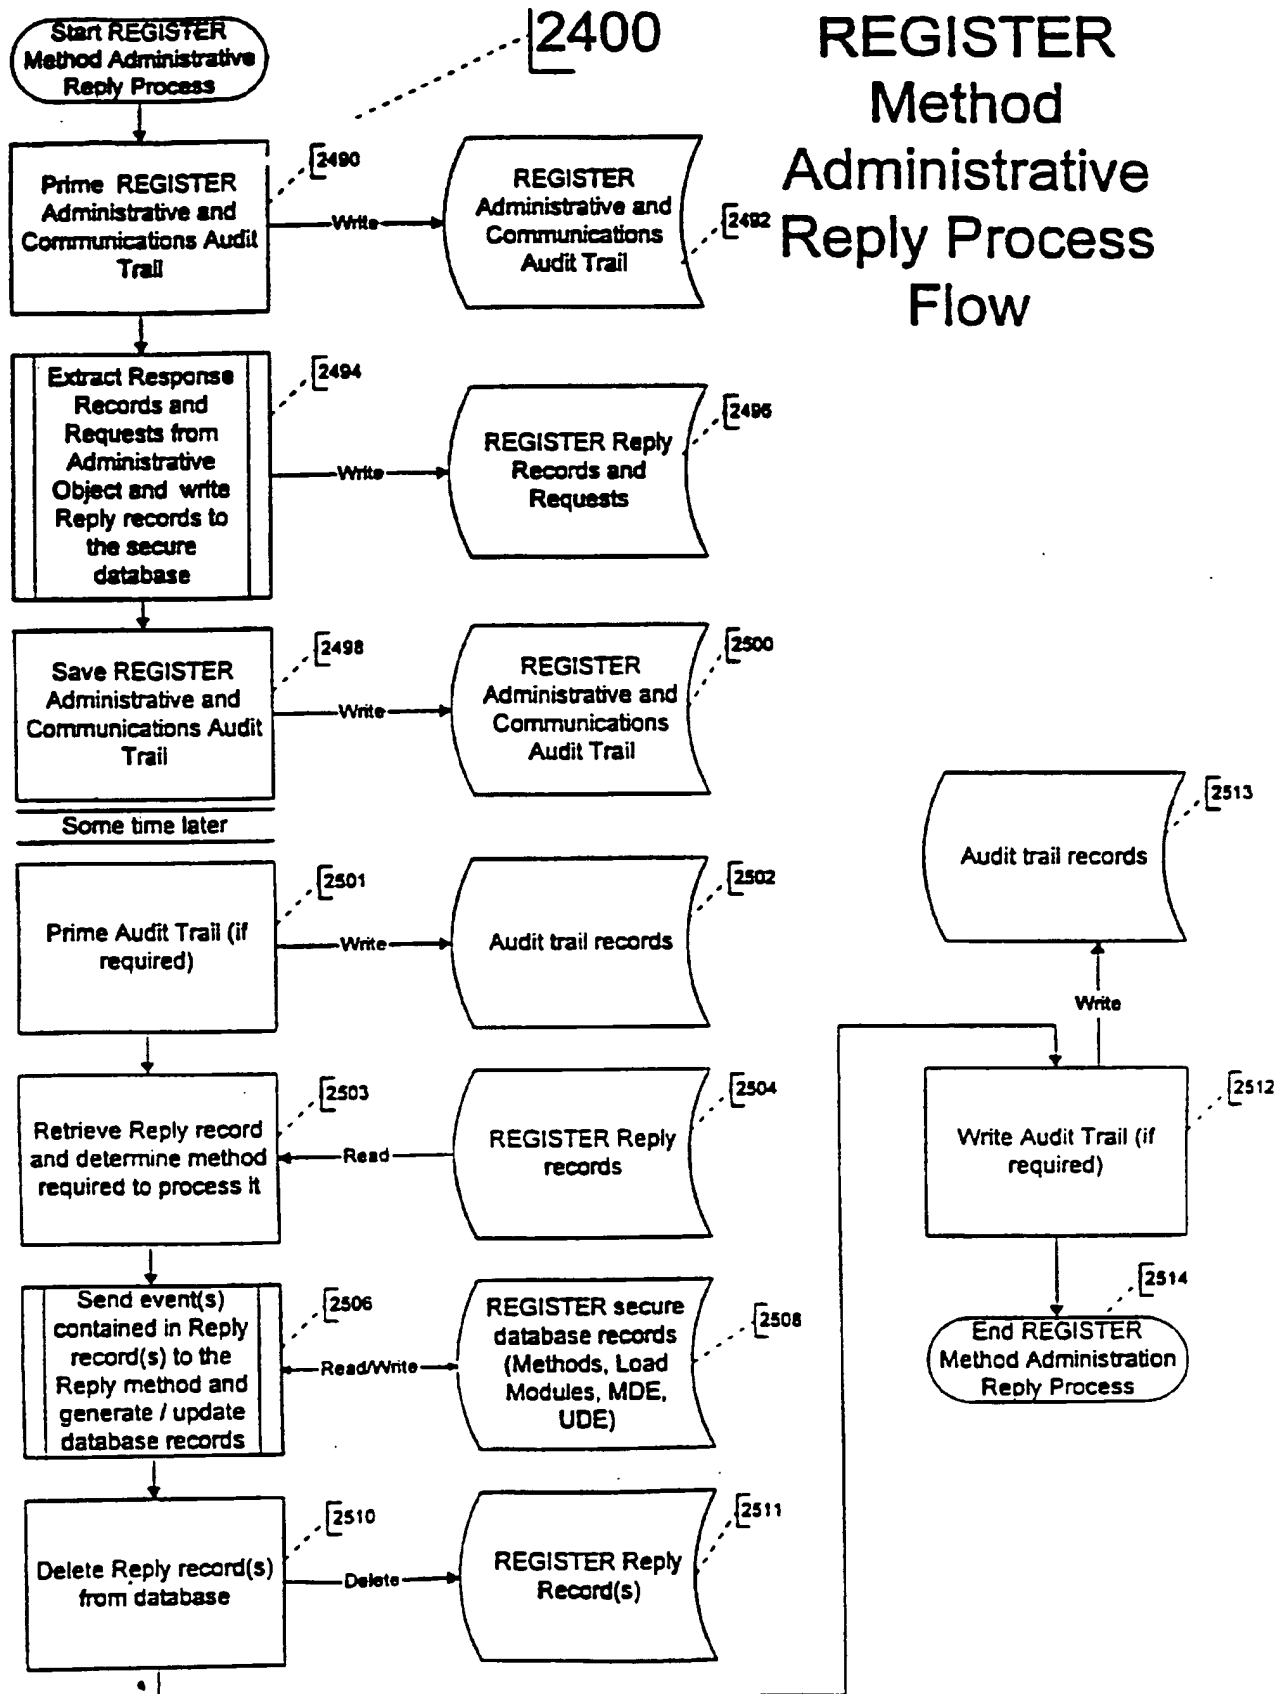 Start REGISTER
Method Administrative
Reply Process
2400
REGISTER
Method
Administrative
Reply Process
Flow
Prime REGISTER
Administrative and
Communications Audit
Trail
2490
Write
REGISTER
Administrative and
Communications
Audit Trail
2492
Extract Response
Records and
Requests from
Administrative
Object and write
Reply records to
the secure
database
2494
Write
REGISTER Reply
Records and
Requests
2496
Save REGISTER
Administrative and
Communications Audit
Trail
2498
Write
REGISTER
Administrative and
Communications
Audit Trail
2500
Some time later
Prime Audit Trail (if
required)
2501
Write
Audit trail records
2502
Retrieve Reply record
and determine method
required to process it
2503
Read
REGISTER Reply
records
2504
Send event(s)
contained in Reply
record(s) to the
Reply method and
generate / update
database records
2506
Read/Write
REGISTER secure
database records
(Methods, Load
Modules, MDE,
UDE)
2508
Delete Reply record(s)
from database
2510
Delete
REGISTER Reply
Record(s)
2511
Audit trail records
2513
Write
Write Audit Trail (if
required)
2512
2514
End REGISTER
Method Administration
Reply Process